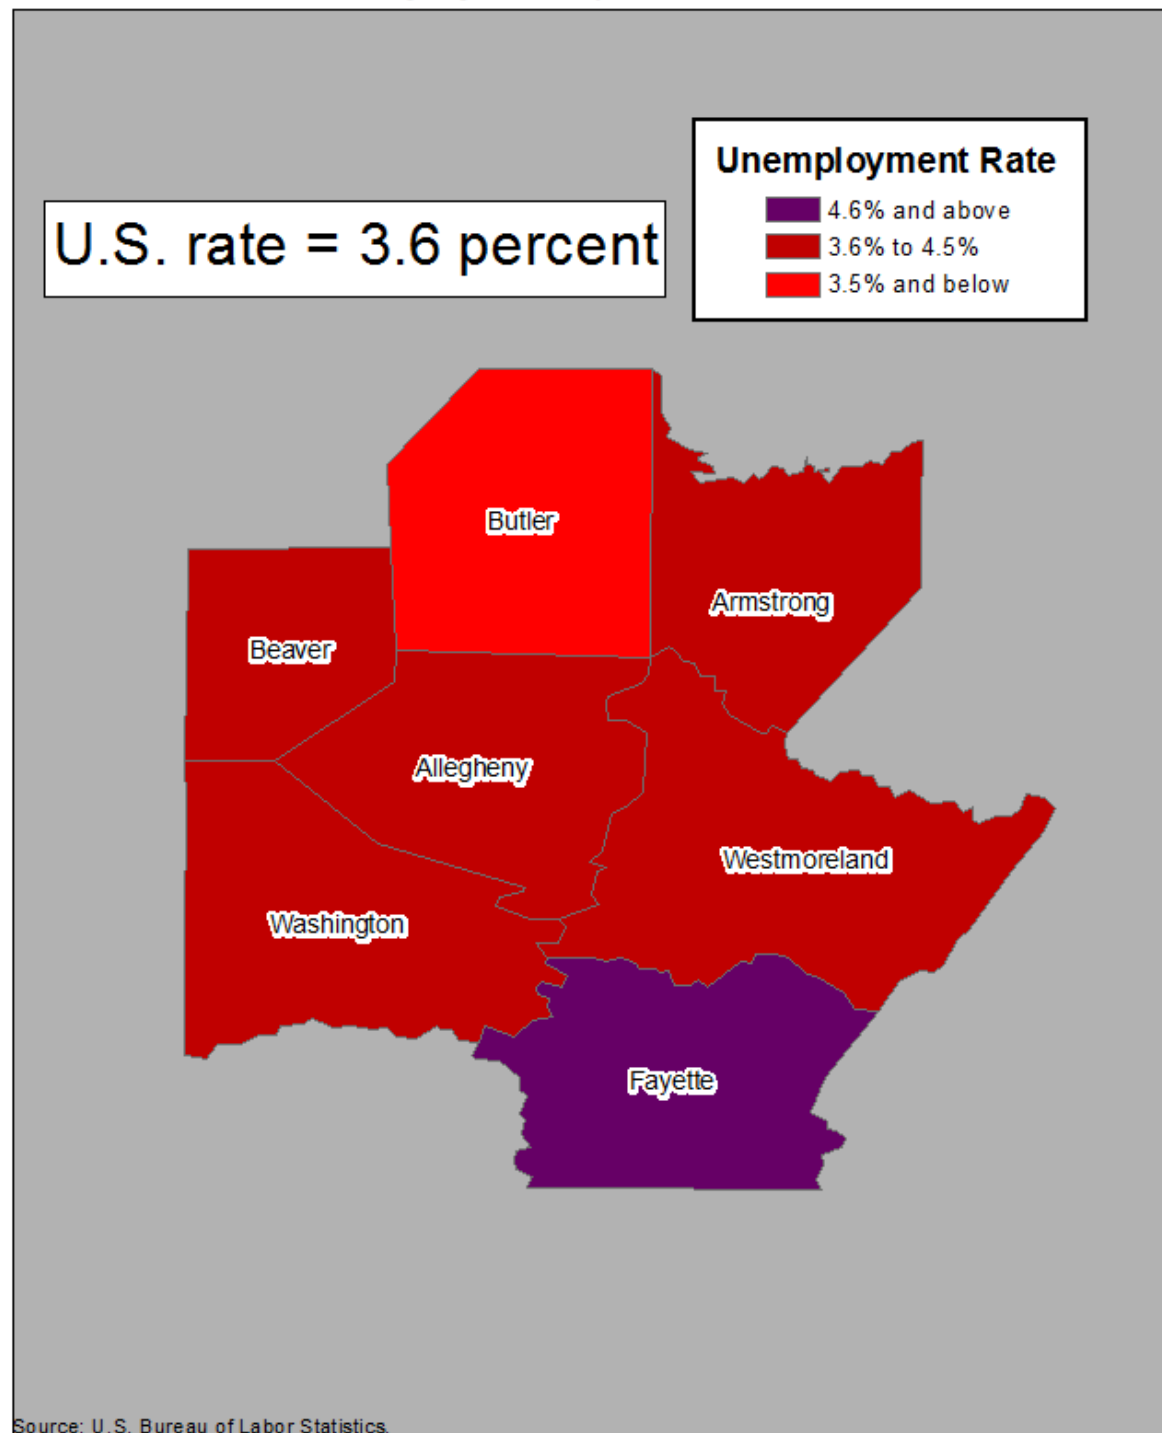 Unemployment Rate
4.6% and above
3.6% to 4.5%
3.5% and below
U.S. rate = 3.6 percent
Butler
Armstrong
Beaver
Allegheny
Westmoreland
Washington
Fayette
Source: U.S. Bureau of Labor Statistics.